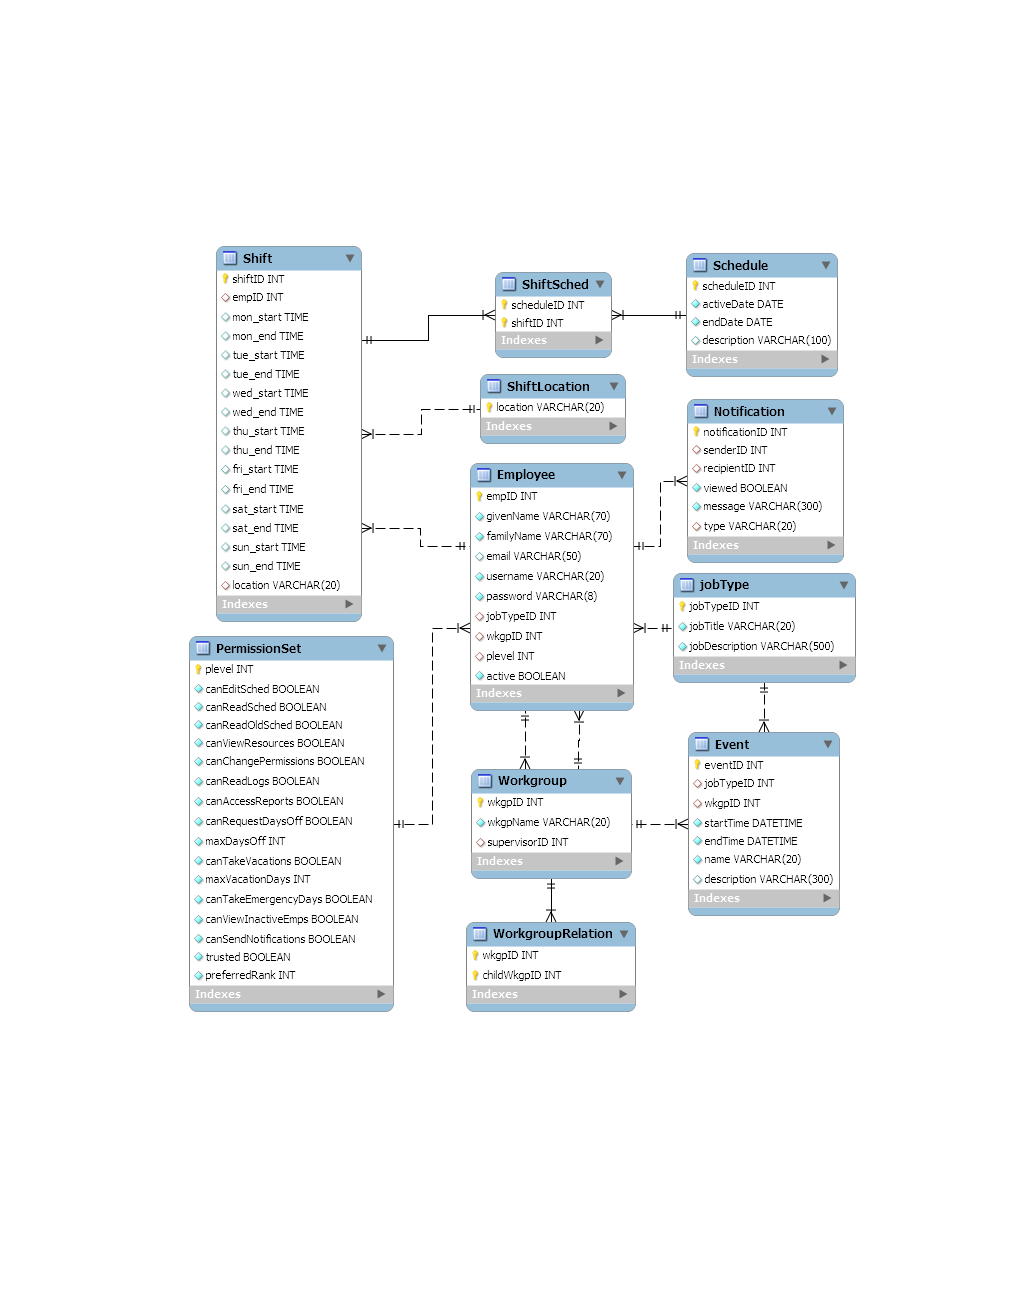 Shift
shiftID INT
empID INT
mon_start TIME
mon_end TIME
tue_start TIME
tue_end TIME
wed_start TIME
wed_end TIME
thu_start TIME
thu_end TIME
fri_start TIME
fri_end TIME
sat_start TIME
sat_end TIME
sun_start TIME
sun_end TIME
location VARCHAR(20)
Indexes
ShiftSched
scheduleID INT
shiftID INT
Indexes
Schedule
scheduleID INT
activeDate DATE
endDate DATE
description VARCHAR(100)
Indexes
ShiftLocation
location VARCHAR(20)
Indexes
Notification
notificationID INT
senderID INT
recipientID INT
viewed BOOLEAN
message VARCHAR(300)
type VARCHAR(20)
Indexes
Employee
empID INT
givenName VARCHAR(70)
familyName VARCHAR(70)
email VARCHAR(50)
username VARCHAR(20)
password VARCHAR(8)
jobTypeID INT
wkgpID INT
plevel INT
active BOOLEAN
Indexes
jobType
jobTypeID INT
jobTitle VARCHAR(20)
jobDescription VARCHAR(500)
Indexes
PermissionSet
plevel INT
canEditSched BOOLEAN
canReadSched BOOLEAN
canReadOldSched BOOLEAN
canViewResources BOOLEAN
canChangePermissions BOOLEAN
canReadLogs BOOLEAN
canAccessReports BOOLEAN
canRequestDaysOff BOOLEAN
maxDaysOff INT
canTakeVacations BOOLEAN
maxVacationDays INT
canTakeEmergencyDays BOOLEAN
canViewInactiveEmps BOOLEAN
canSendNotifications BOOLEAN
trusted BOOLEAN
preferredRank INT
Indexes
Workgroup
wkgpID INT
wkgpName VARCHAR(20)
supervisorID INT
Indexes
Event
eventID INT
jobTypeID INT
wkgpID INT
startTime DATETIME
endTime DATETIME
name VARCHAR(20)
description VARCHAR(300)
Indexes
WorkgroupRelation
wkgpID INT
childWkgpID INT
Indexes